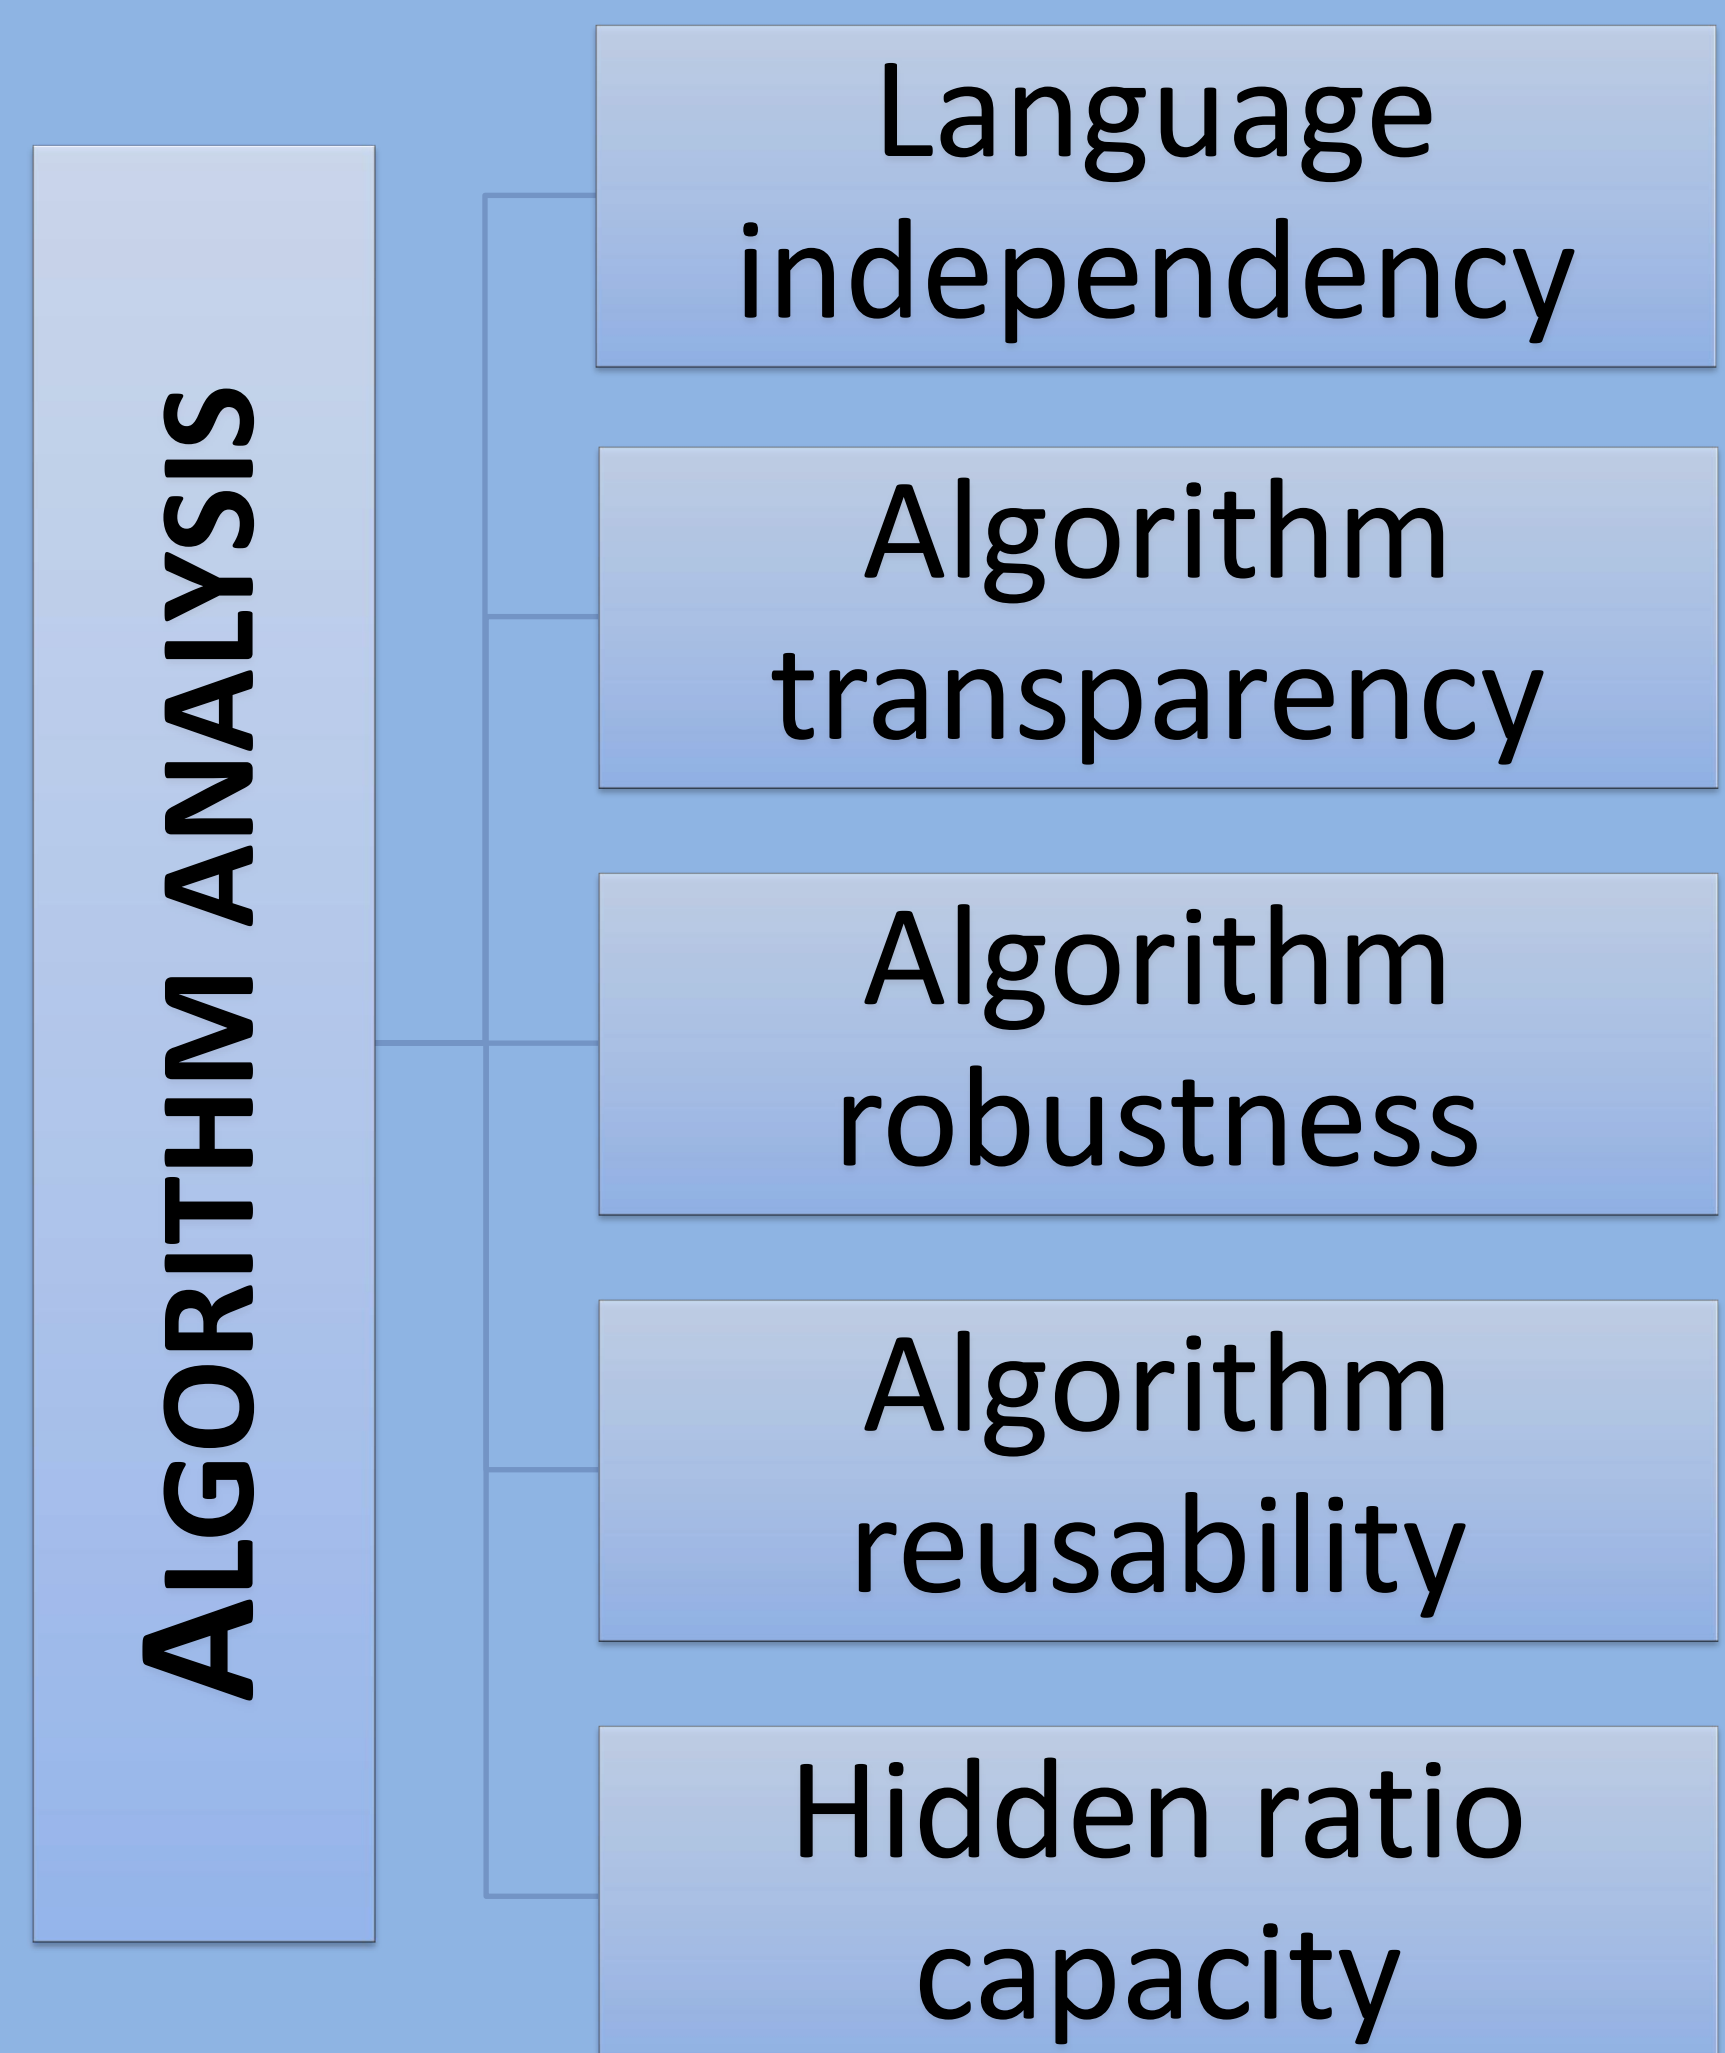 ALGORITHM ANALYSIS
Language
independency
Algorithm
transparency
Algorithm
robustness
Algorithm
reusability
Hidden ratio
capacity